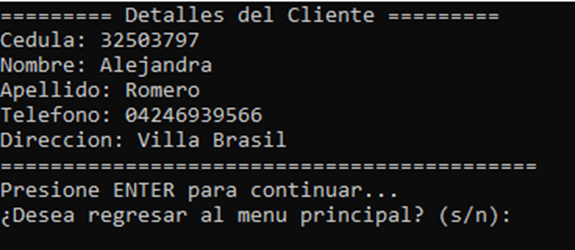 ========= Detalles del Cliente =========
Cedula: 32503797
Nombre: Alejandra
Apellido: Romero
Telefono: 04246939566
Direccion: Villa Brasil
===========================================
Presione ENTER para continuar...
¿Desea regresar al menu principal? (s/n):